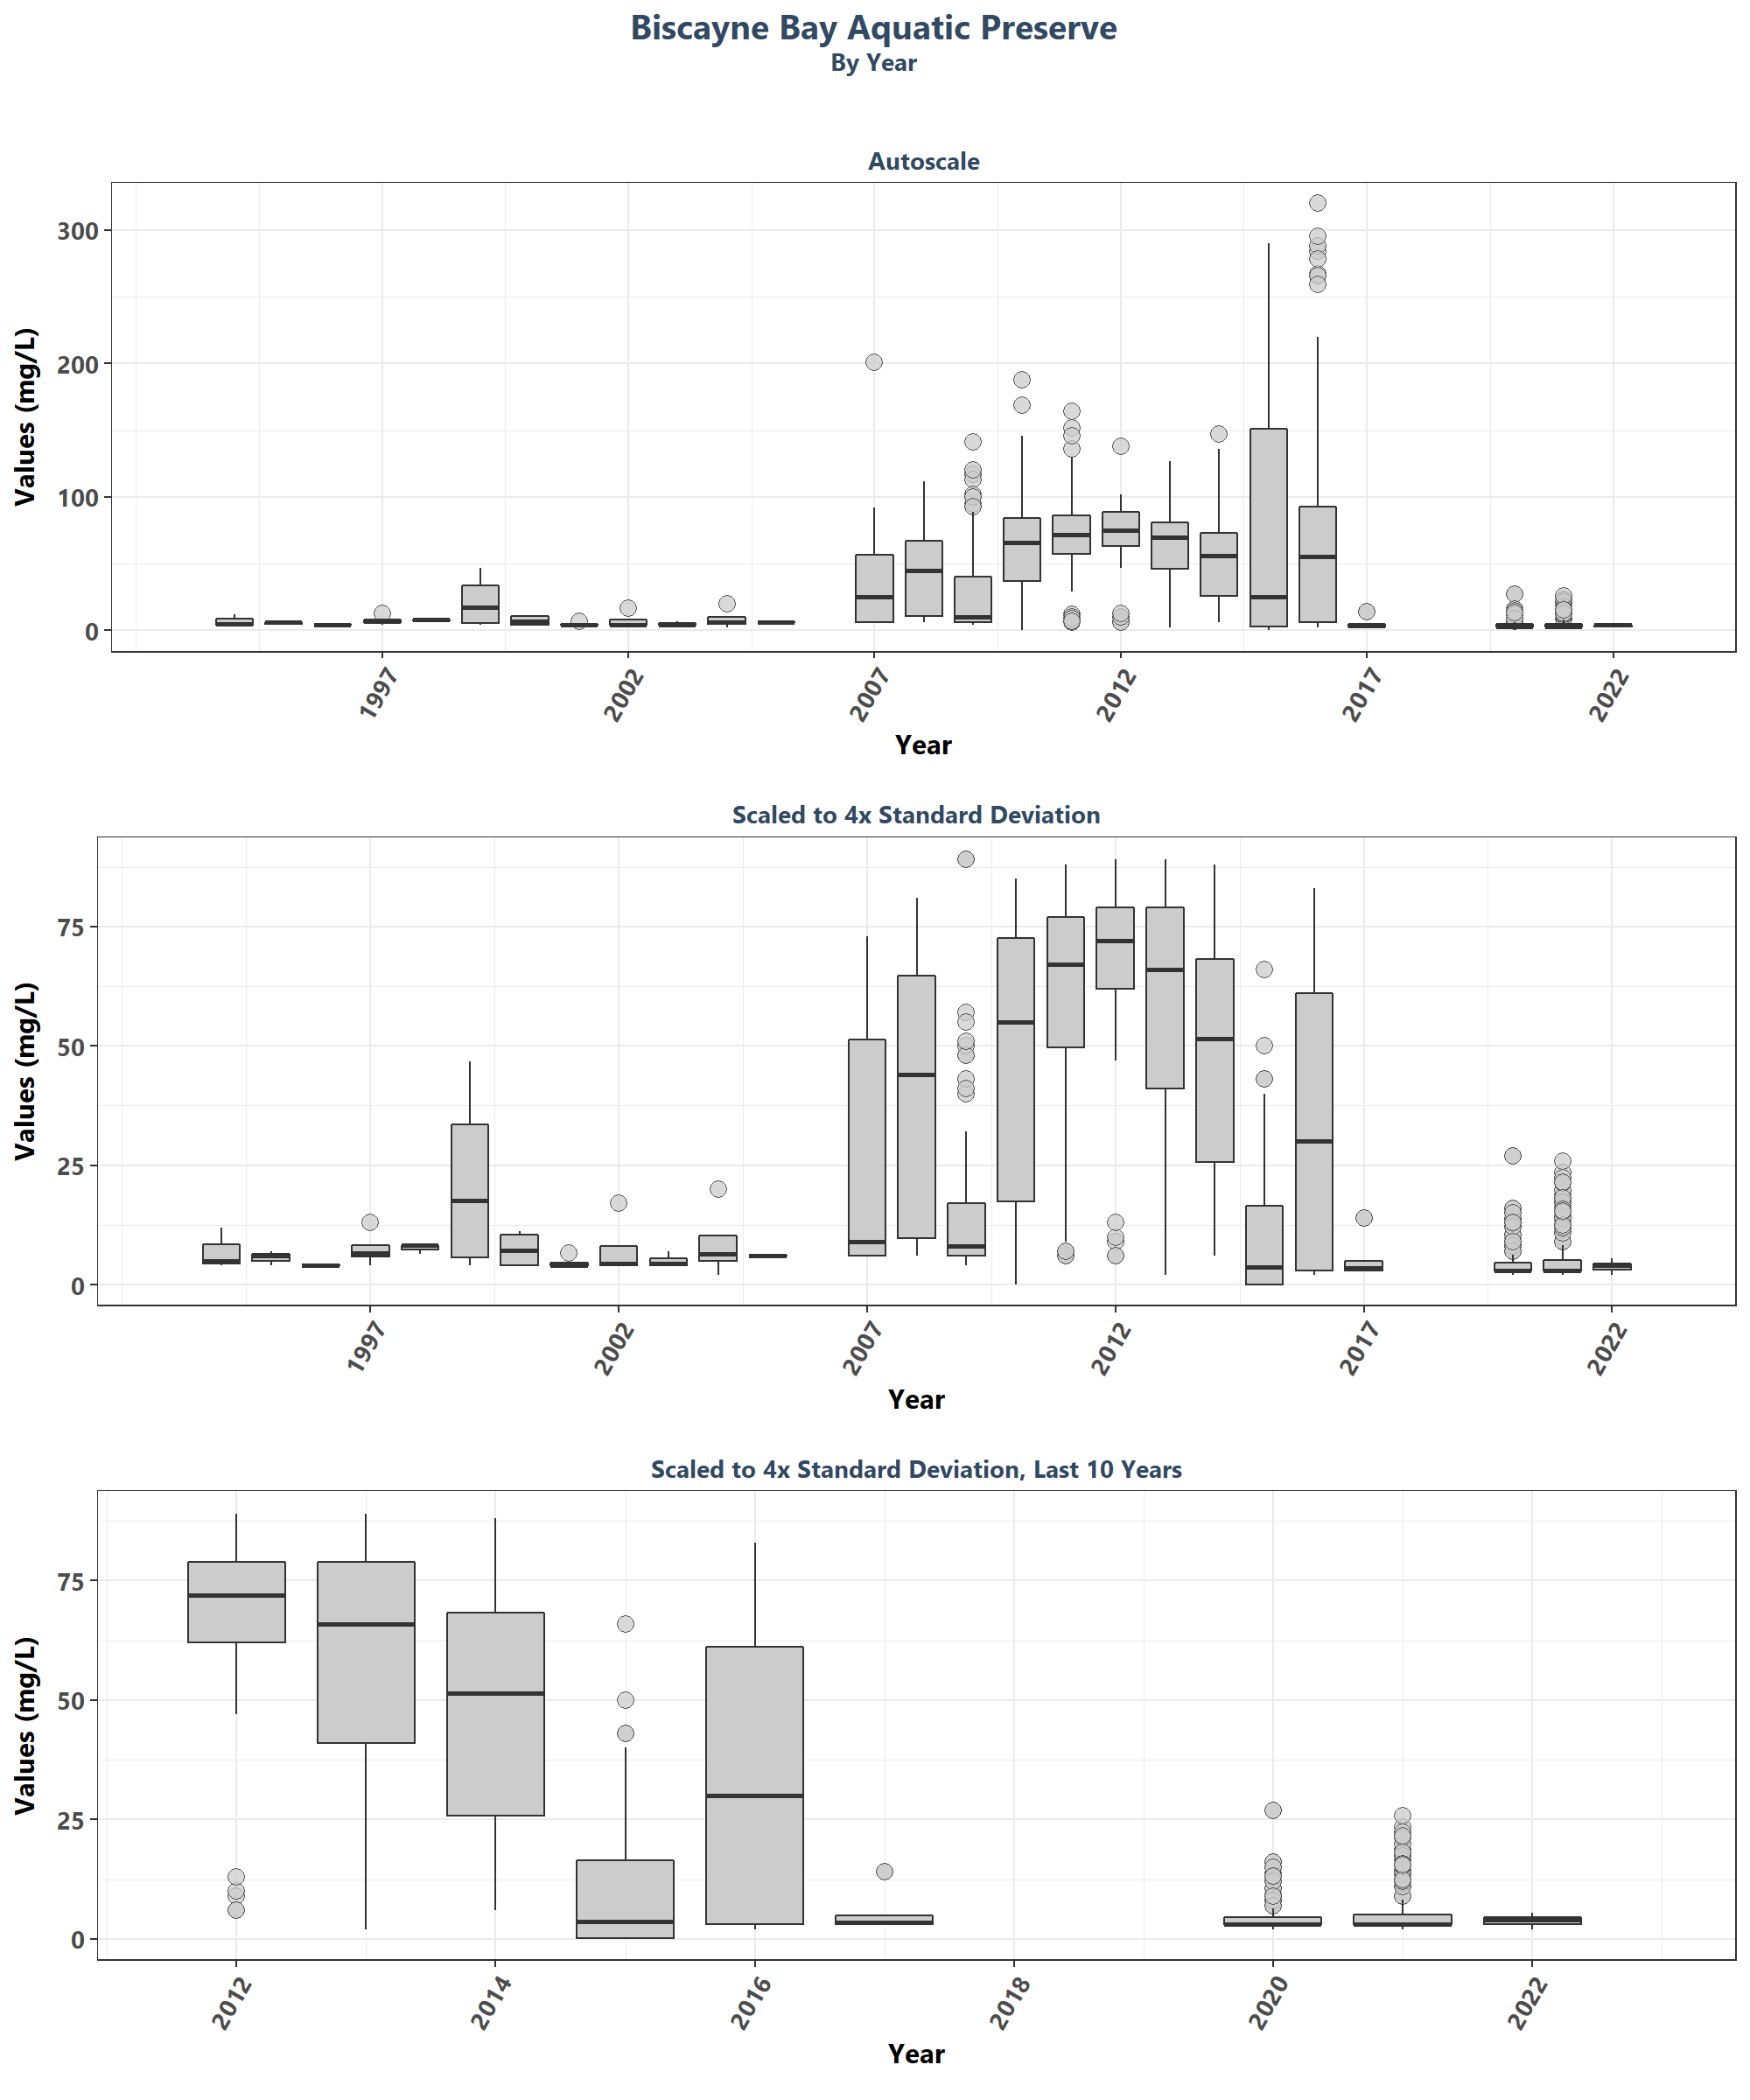 Biscayne Bay Aquatic Preserve
By Year
Autoscale
Values (mg/L)
300
200
100
0
1997
2002
2007
2012
2017
2022
Year
Scaled to 4x Standard Deviation
Values (mg/L)
75
50
25
0
1997
2002
2007
2012
2017
2022
Year
Scaled to 4x Standard Deviation, Last 10 Years
Values (mg/L)
75
50
25
0
2012
2014
2016
2018
2020
2022
Year